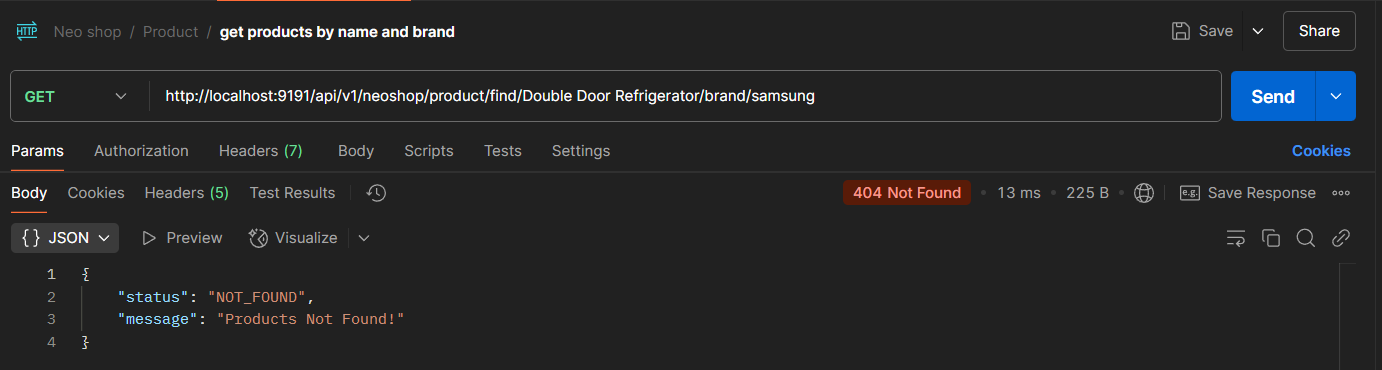 HTTP Neo shop / Product / get products by name and brand Save Share
GET http://localhost:9191/api/v1/neoshop/product/find/Double Door Refrigerator/brand/samsung Send
Params Authorization Headers (7) Body Scripts Tests Settings Cookies
Body Cookies Headers (5) Test Results 404 Not Found • 13 ms • 225 B • e.g. Save Response
{} JSON Preview Visualize
1 {
2 "status": "NOT_FOUND",
3 "message": "Products Not Found!"
4 }